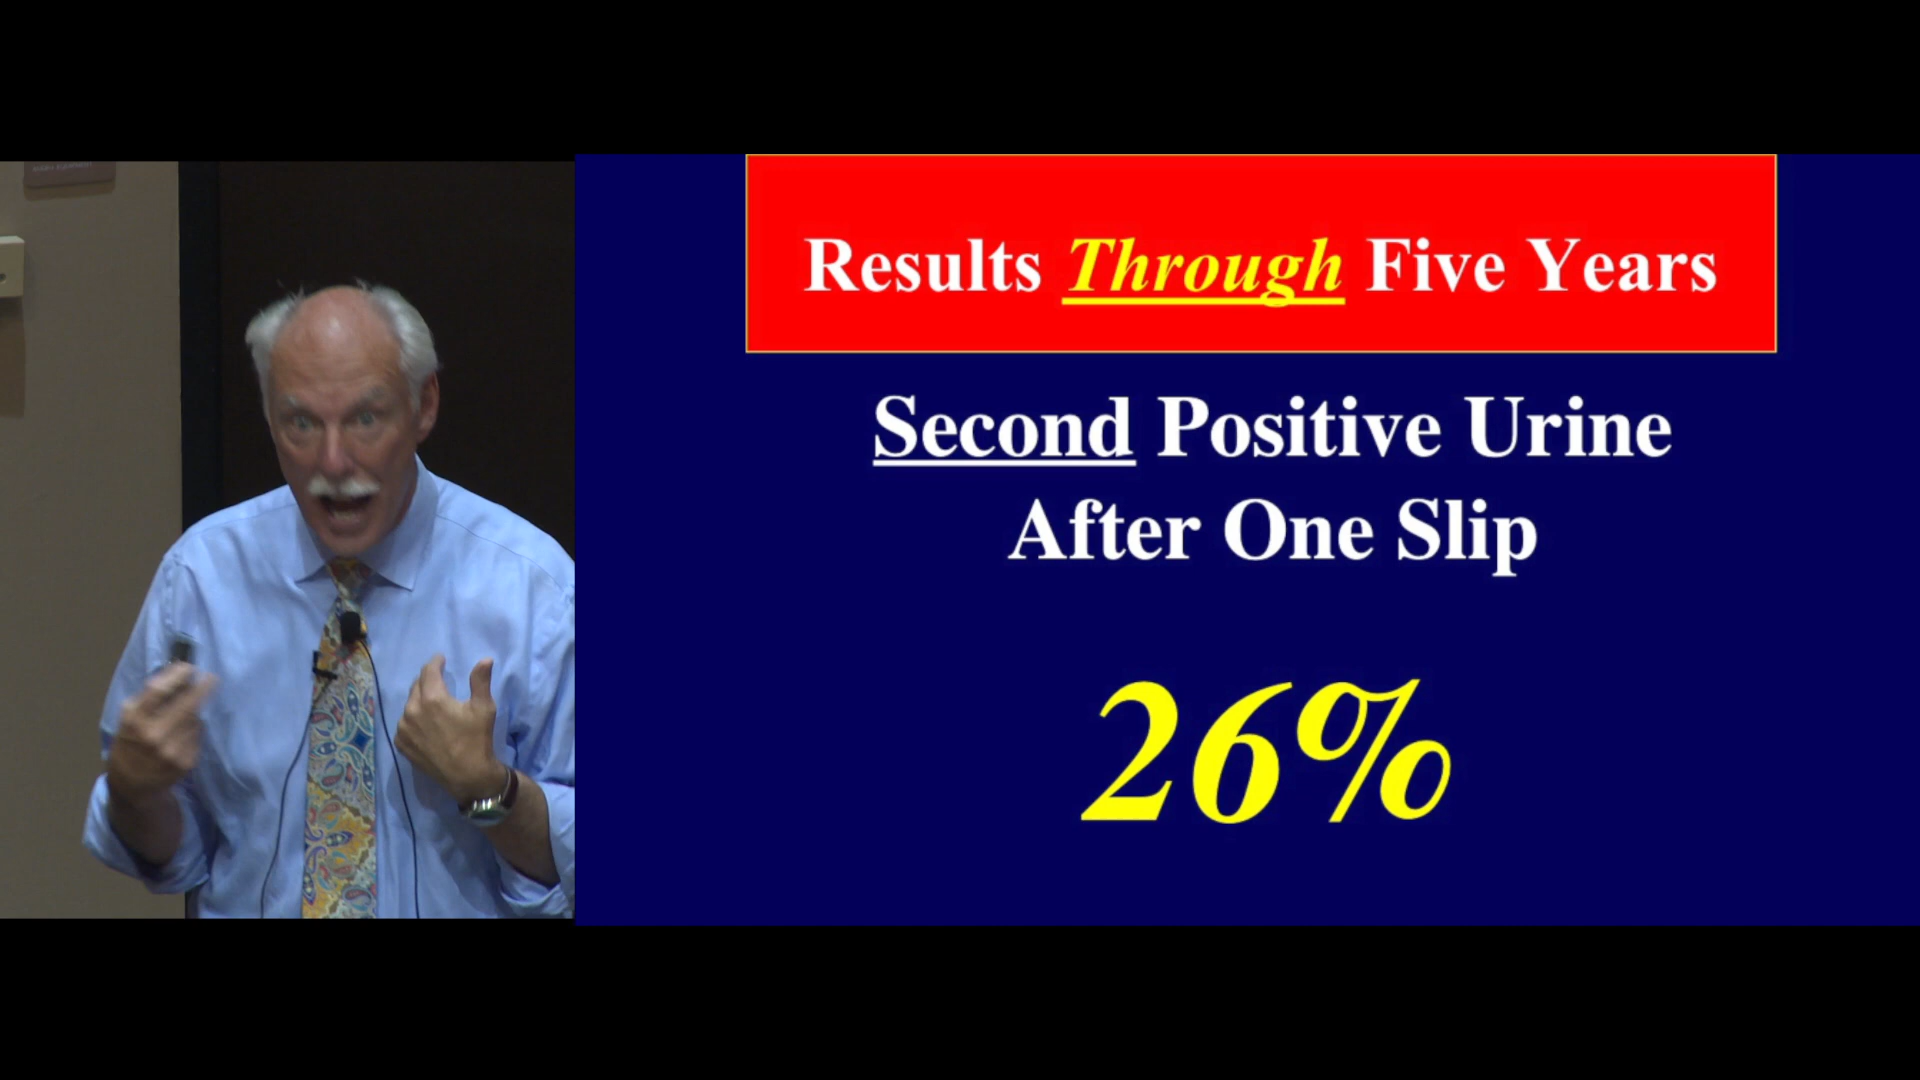 Results Through Five Years
Second Positive Urine
After One Slip
26%